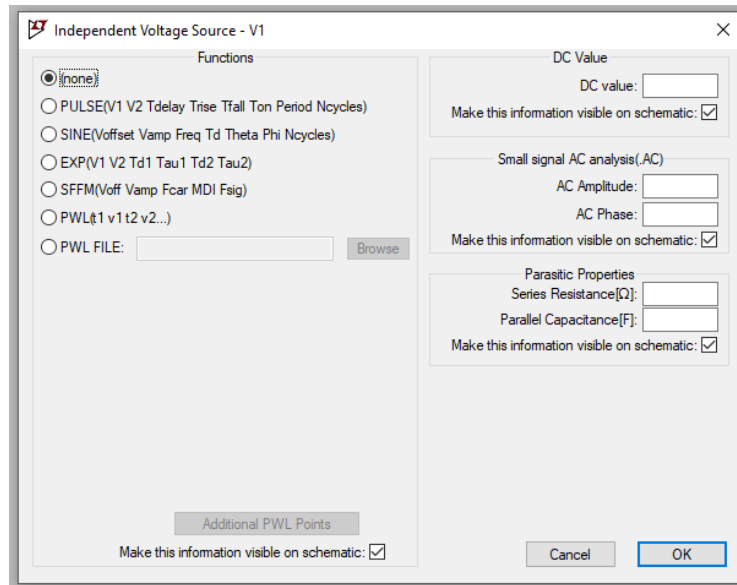 Independent Voltage Source - V1
Functions
(none)
PULSE(V1 V2 Tdelay Trise Tfall Ton Period Ncycles)
SINE(Voffset Vamp Freq Td Theta Phi Ncycles)
EXP(V1 V2 Td1 Tau1 Td2 Tau2)
SFFM(Voff Vamp Fcar MDI Fsig)
PWL(t1 v1 t2 v2...)
PWL FILE:
Browse
Additional PWL Points
Make this information visible on schematic:
DC Value
DC value:
Make this information visible on schematic:
Small signal AC analysis(.AC)
AC Amplitude:
AC Phase:
Make this information visible on schematic:
Parasitic Properties
Series Resistance[Ω]:
Parallel Capacitance[F]:
Make this information visible on schematic:
Cancel
OK